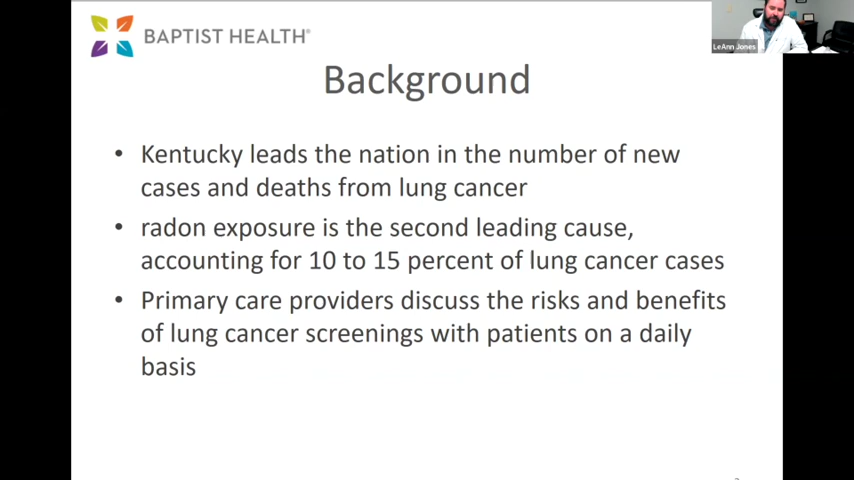 BAPTIST HEALTH®
LeAnn Jones
Background
• Kentucky leads the nation in the number of new
cases and deaths from lung cancer
• radon exposure is the second leading cause,
accounting for 10 to 15 percent of lung cancer cases
• Primary care providers discuss the risks and benefits
of lung cancer screenings with patients on a daily
basis